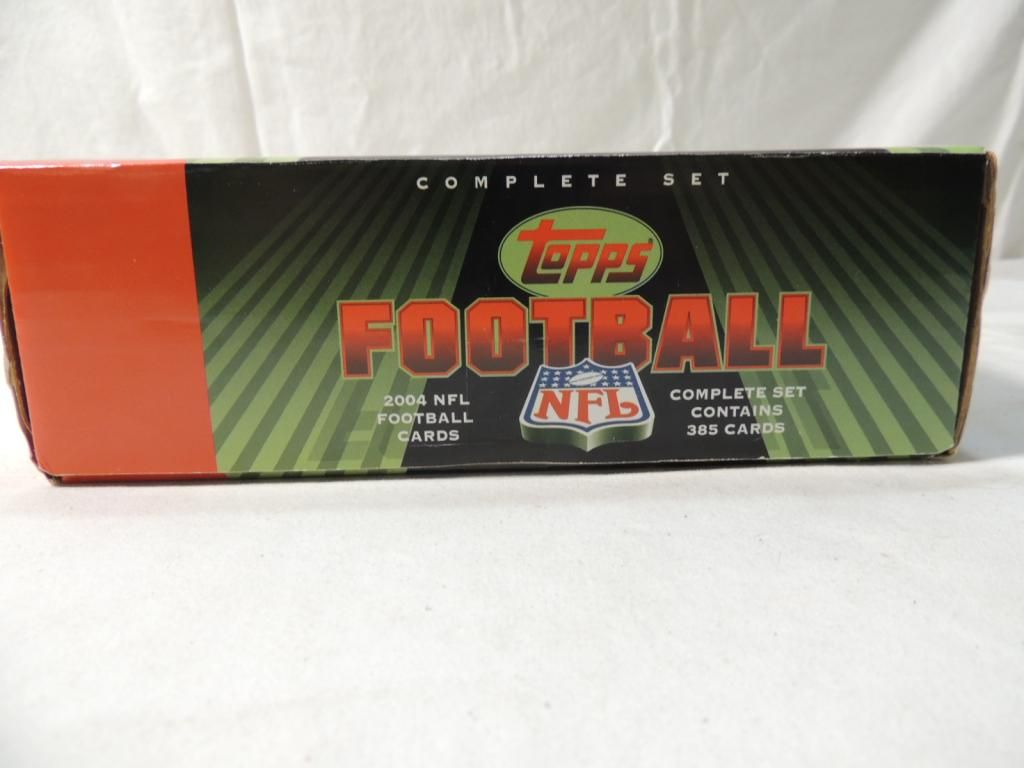 COMPLETE SET
Topps
FOOTBALL
2004 NFL
FOOTBALL
CARDS
NFL
COMPLETE SET
CONTAINS
385 CARDS